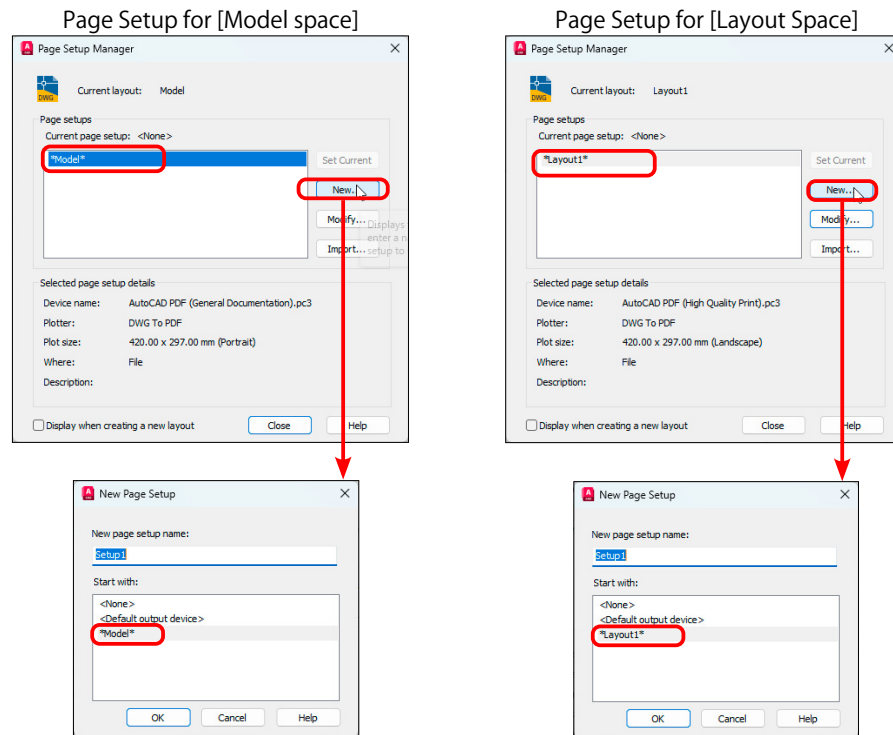 Page Setup for [Model space]
Page Setup Manager
DWG
Current layout: Model
Page setups
Current page setup: <None>
*Model*
Set Current
New...
Modify...
Import...
Displays
enter a n
setup to
Selected page setup details
Device name: AutoCAD PDF (General Documentation).pc3
Plotter: DWG To PDF
Plot size: 420.00 x 297.00 mm (Portrait)
Where: File
Description:
Display when creating a new layout
Close
Help
New Page Setup
New page setup name:
Setup1
Start with:
<None>
<Default output device>
*Model*
OK
Cancel
Help
Page Setup for [Layout Space]
Page Setup Manager
DWG
Current layout: Layout1
Page setups
Current page setup: <None>
*Layout1*
Set Current
New...
Modify...
Import...
Selected page setup details
Device name: AutoCAD PDF (High Quality Print).pc3
Plotter: DWG To PDF
Plot size: 420.00 x 297.00 mm (Landscape)
Where: File
Description:
Display when creating a new layout
Close
Help
New Page Setup
New page setup name:
Setup1
Start with:
<None>
<Default output device>
*Layout1*
OK
Cancel
Help